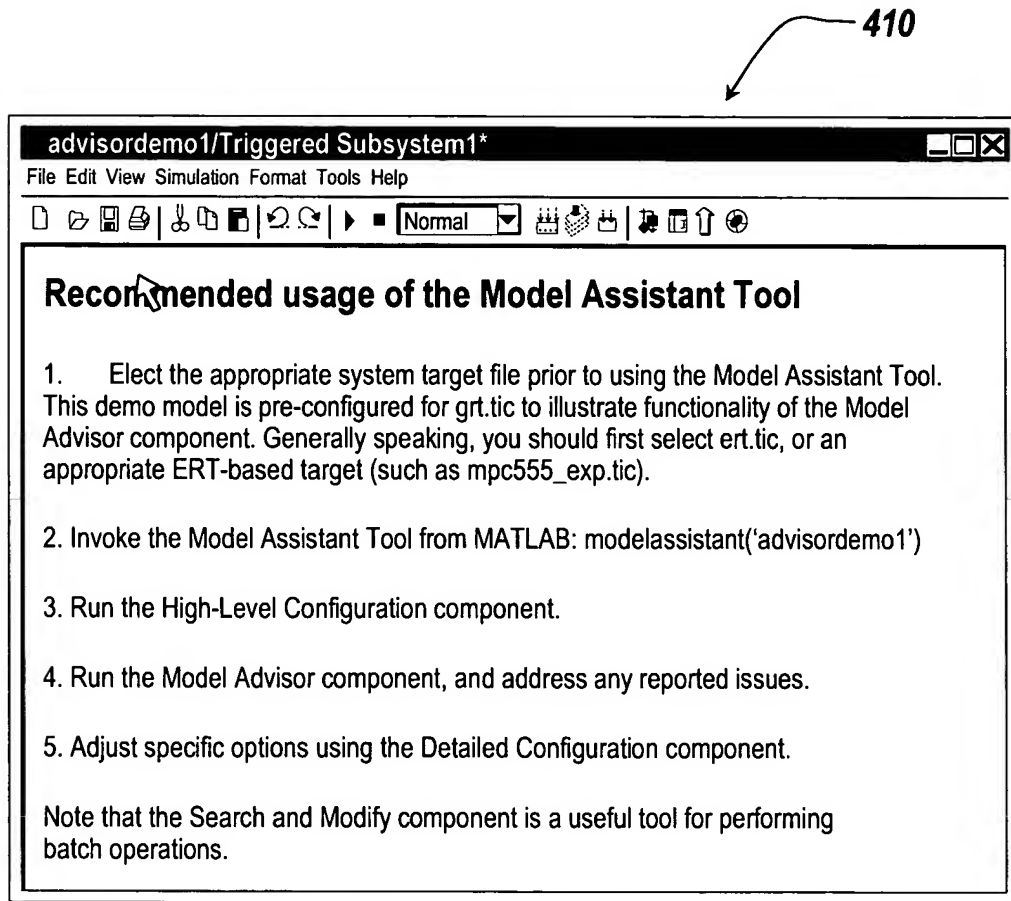 410
advisordemo1/Triggered Subsystem1*
File Edit View Simulation Format Tools Help
Normal
Recommended usage of the Model Assistant Tool
1. Elect the appropriate system target file prior to using the Model Assistant Tool.
This demo model is pre-configured for grt.tic to illustrate functionality of the Model
Advisor component. Generally speaking, you should first select ert.tic, or an
appropriate ERT-based target (such as mpc555_exp.tic).
2. Invoke the Model Assistant Tool from MATLAB: modelassistant(‘advisordemo1’)
3. Run the High-Level Configuration component.
4. Run the Model Advisor component, and address any reported issues.
5. Adjust specific options using the Detailed Configuration component.
Note that the Search and Modify component is a useful tool for performing
batch operations.